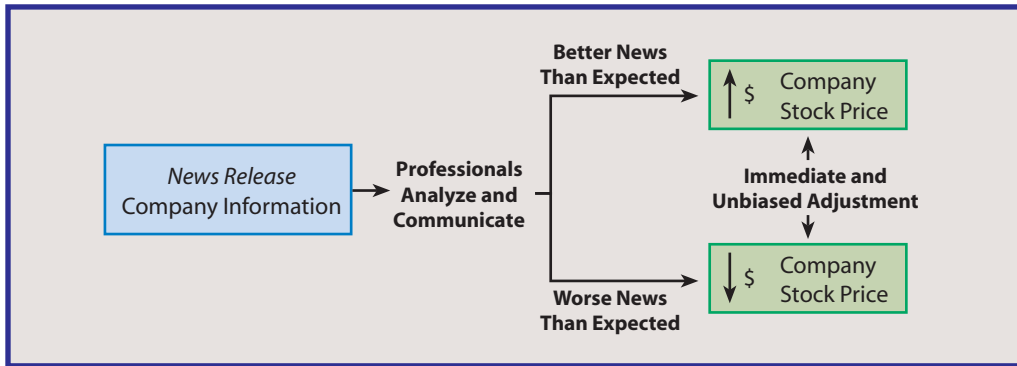 Better News
Than Expected
$ Company
Stock Price
News Release
Company Information
Professionals
Analyze and
Communicate
Immediate and
Unbiased Adjustment
$ Company
Stock Price
Worse News
Than Expected